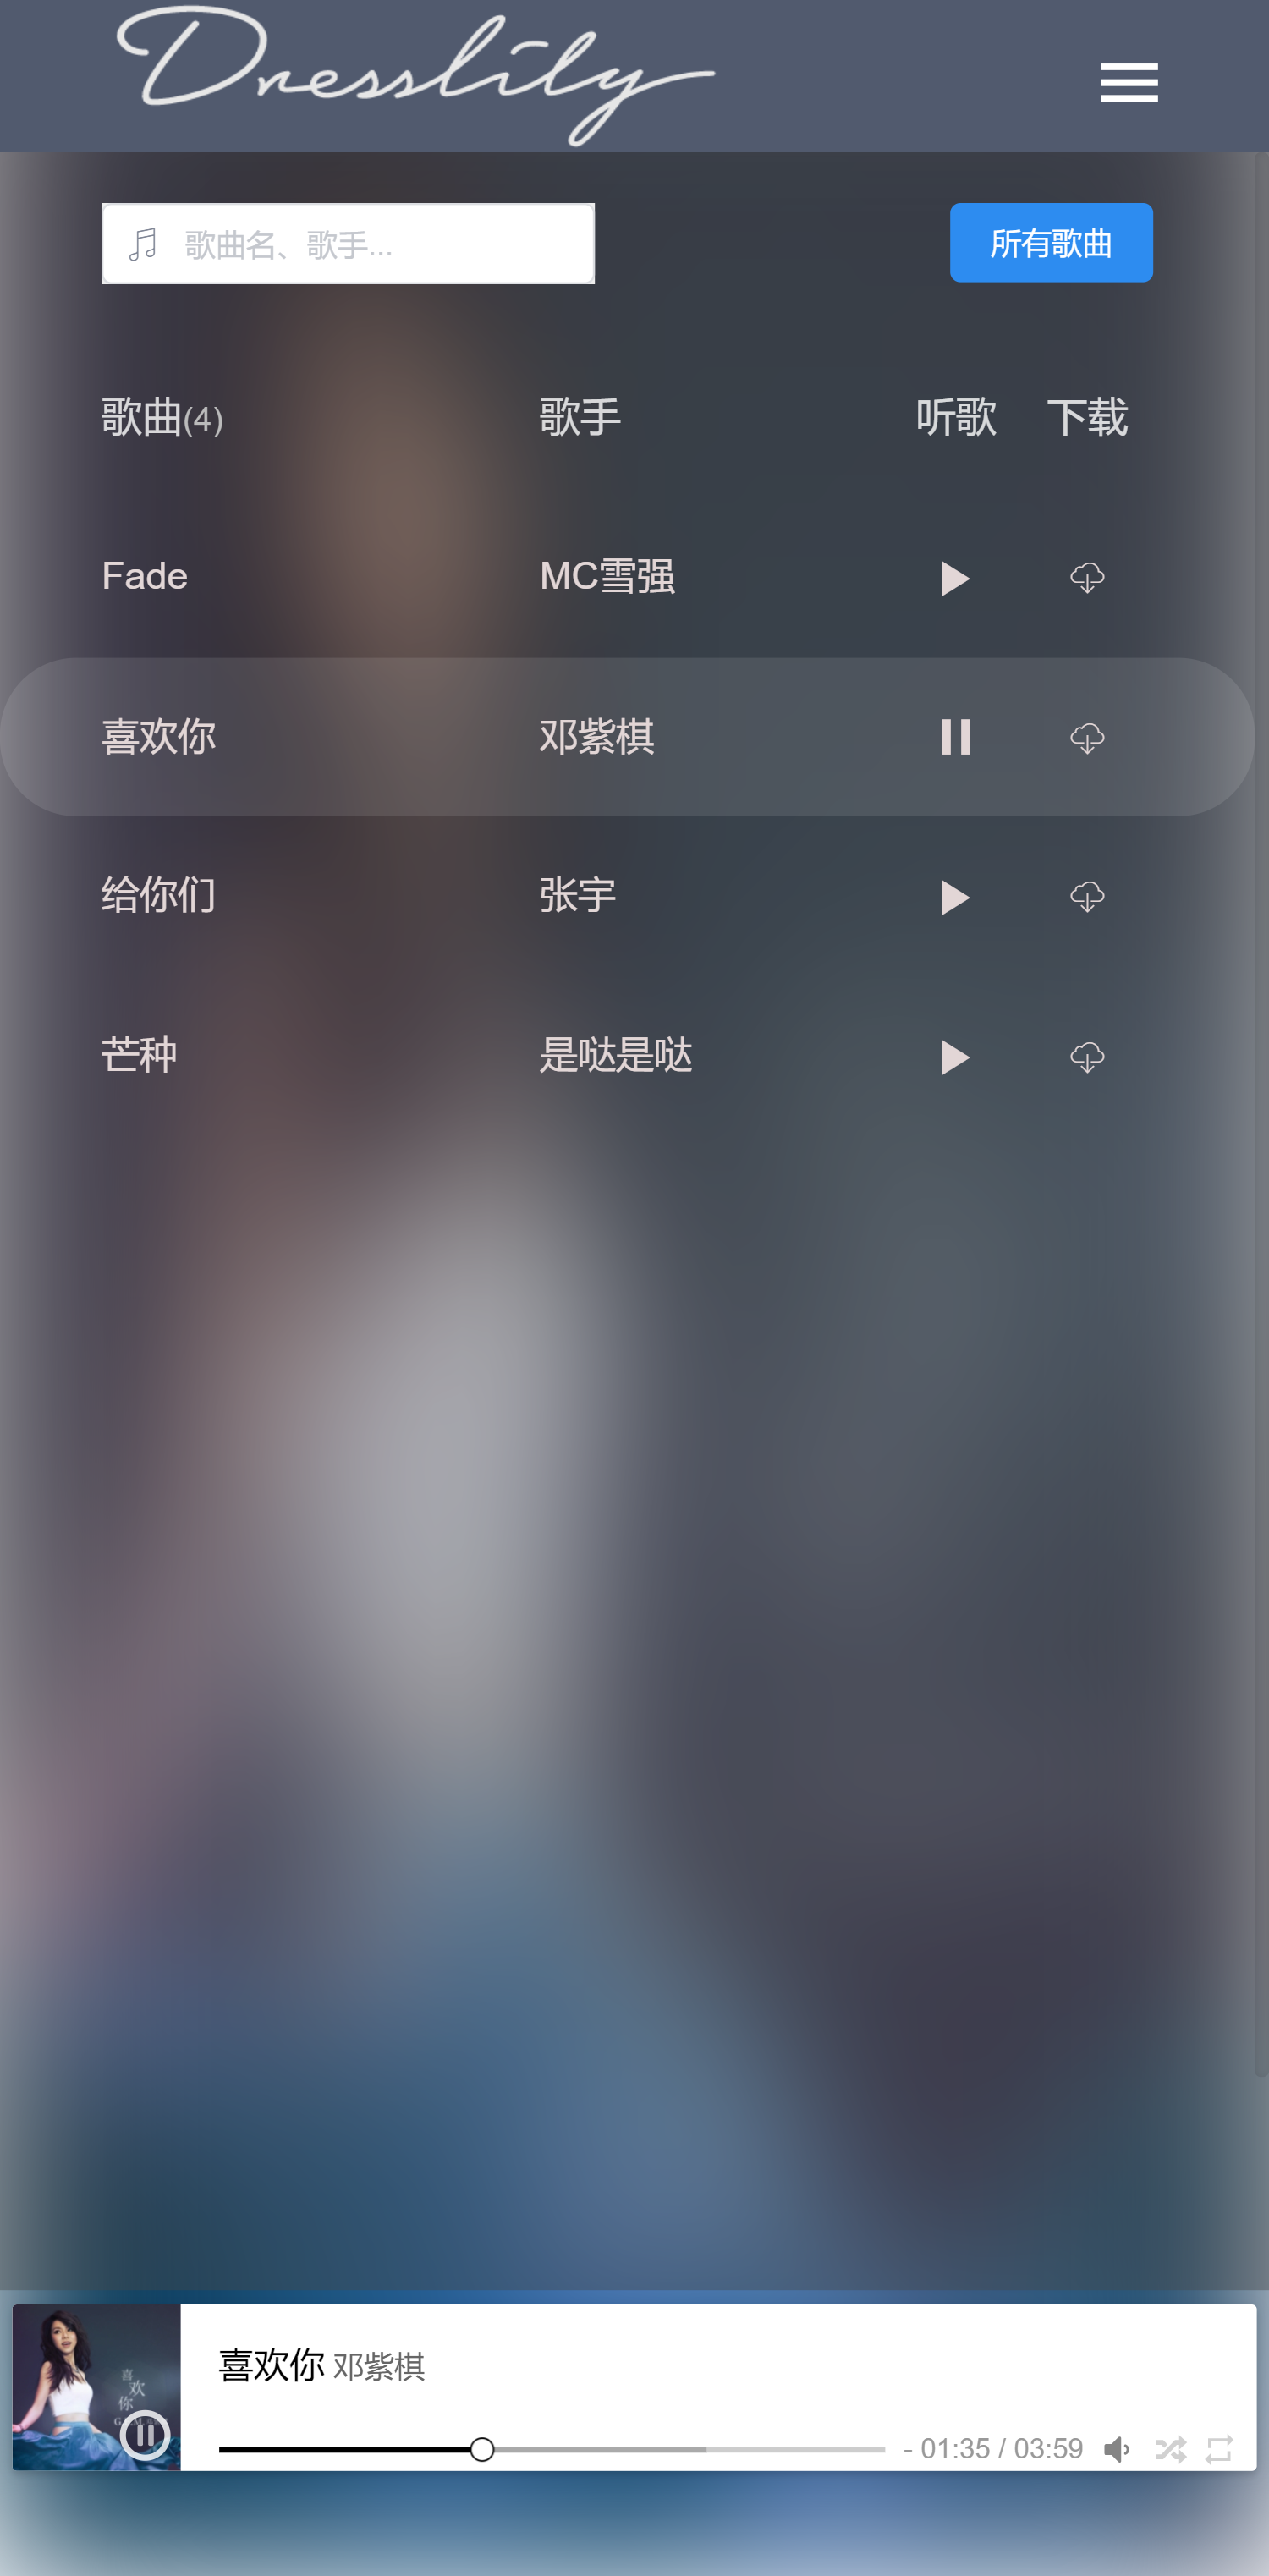 Dresslily
歌曲名、歌手... 所有歌曲
歌曲(4) 歌手 听歌 下载
Fade MC雪强
喜欢你 邓紫棋
给你们 张宇
芒种 是哒是哒
喜欢你 邓紫棋
喜
欢
你
- 01:35 / 03:59